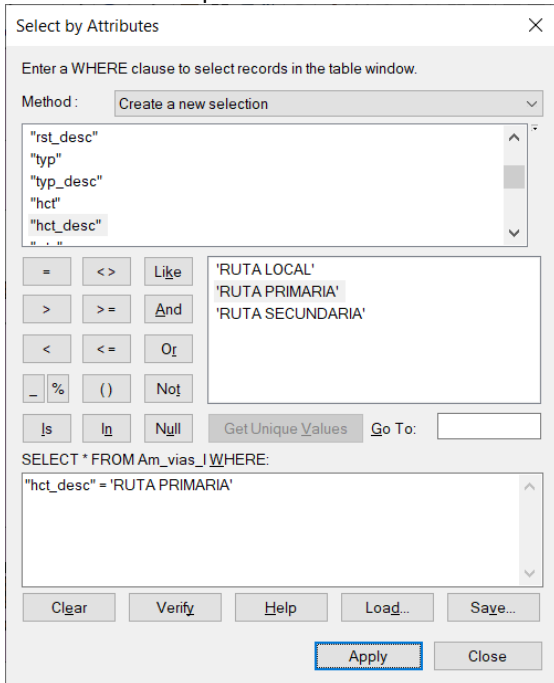 Select by Attributes
Enter a WHERE clause to select records in the table window.
Method : Create a new selection
"rst_desc"
"typ"
"typ_desc"
"hct"
"hct_desc"
= <> Like
> >= And
< <= Or
_ % () Not
Is In Null
'RUTA LOCAL'
'RUTA PRIMARIA'
'RUTA SECUNDARIA'
Get Unique Values Go To:
SELECT * FROM Am_vias_l WHERE:
"hct_desc" = 'RUTA PRIMARIA'
Clear Verify Help Load... Save...
Apply Close